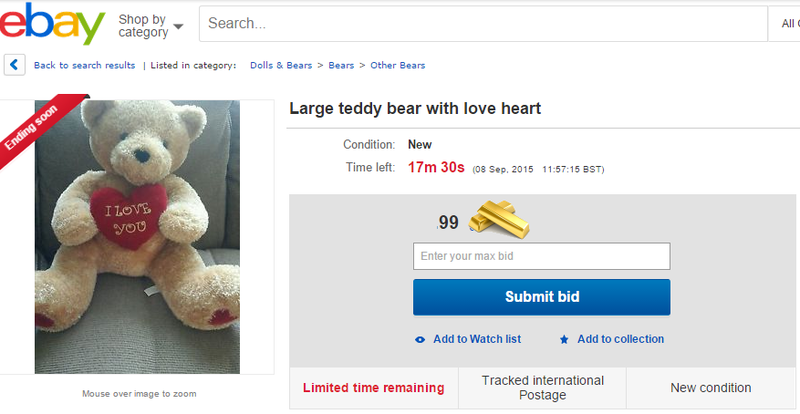 ebay
Shop by
category
Search...
All C
Back to search results | Listed in category: Dolls & Bears > Bears > Other Bears
Ending soon
I LOVE
YOU
Mouse over image to zoom
Large teddy bear with love heart
Condition: New
Time left: 17m 30s (08 Sep, 2015 11:57:15 BST)
.99
Enter your max bid
Submit bid
Add to Watch list
Add to collection
Limited time remaining
Tracked international
Postage
New condition